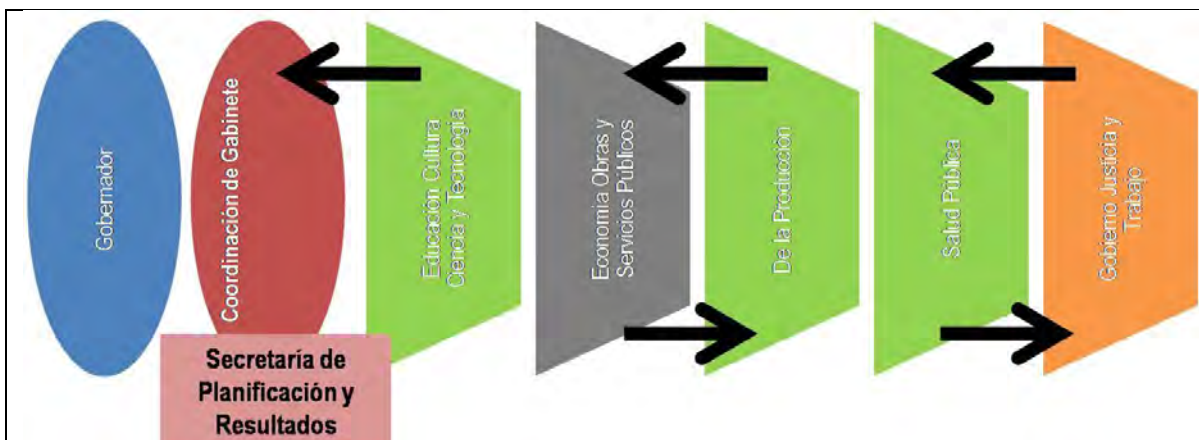 Gobernador
Coordinación de Gabinete
Educación Cultura
Ciencia y Tecnología
Economía Obras y
Servicios Públicos
De la Produccion
Salud Pública
Gobierno Justicia y
Trabajo
Secretaría de
Planificación y
Resultados